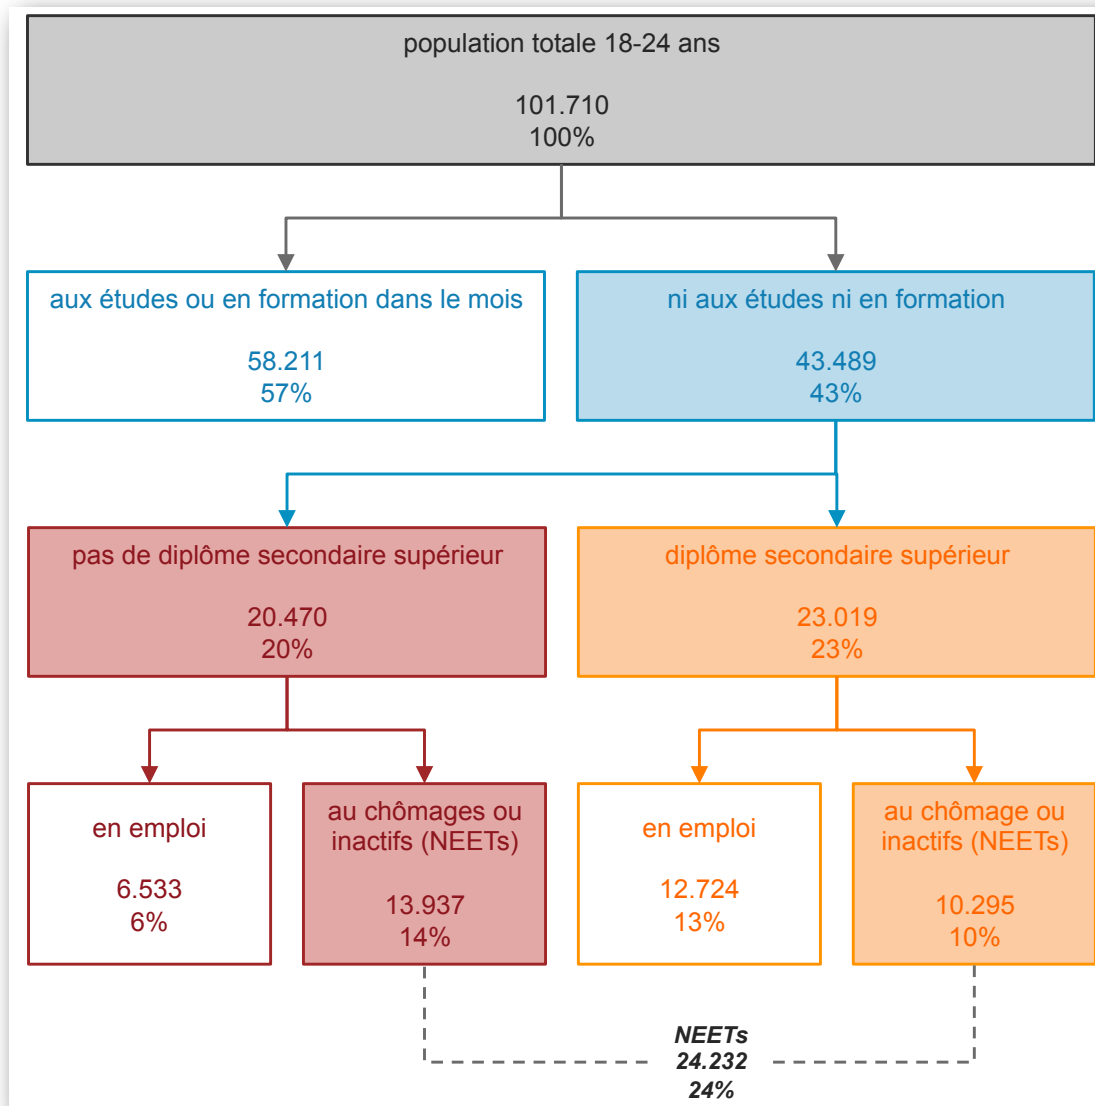 population totale 18-24 ans
101.710
100%
aux études ou en formation dans le mois
58.211
57%
ni aux études ni en formation
43.489
43%
pas de diplôme secondaire supérieur
20.470
20%
diplôme secondaire supérieur
23.019
23%
en emploi
6.533
6%
au chômages ou
inactifs (NEETs)
13.937
14%
en emploi
12.724
13%
au chômage ou
inactifs (NEETs)
10.295
10%
NEETs
24.232
24%